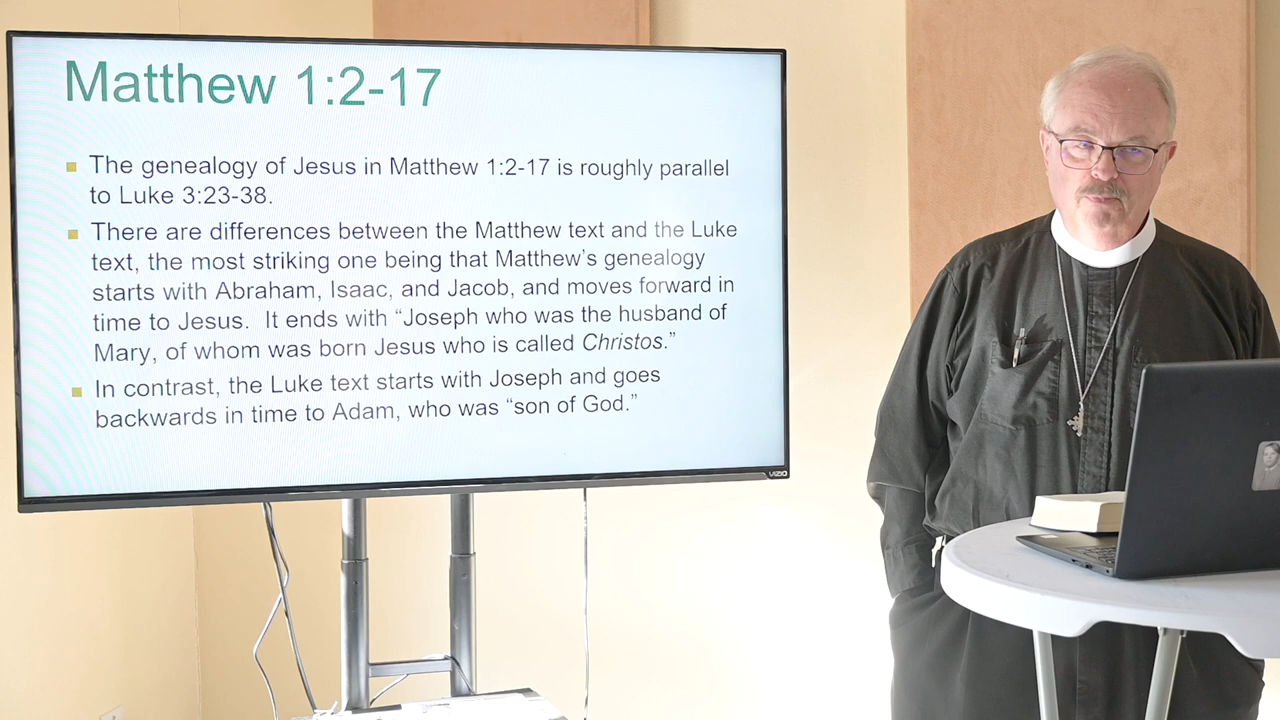 Matthew 1:2-17
The genealogy of Jesus in Matthew 1:2-17 is roughly parallel
to Luke 3:23-38.
There are differences between the Matthew text and the Luke
text, the most striking one being that Matthew’s genealogy
starts with Abraham, Isaac, and Jacob, and moves forward in
time to Jesus.  It ends with “Joseph who was the husband of
Mary, of whom was born Jesus who is called Christos.”
In contrast, the Luke text starts with Joseph and goes
backwards in time to Adam, who was “son of God.”
VIZIO